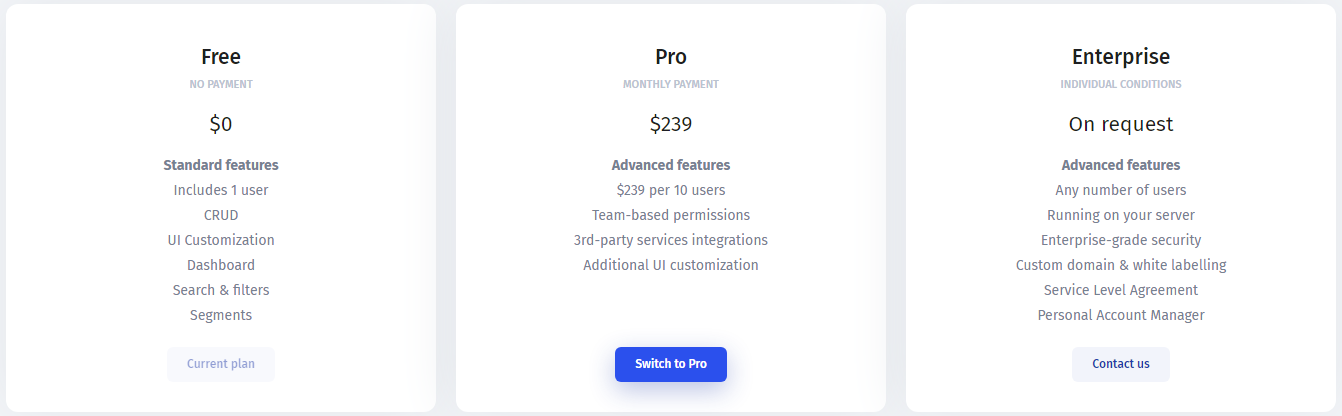 Free
NO PAYMENT
$0
Standard features
Includes 1 user
CRUD
UI Customization
Dashboard
Search & filters
Segments
Current plan
Pro
MONTHLY PAYMENT
$239
Advanced features
$239 per 10 users
Team-based permissions
3rd-party services integrations
Additional UI customization
Switch to Pro
Enterprise
INDIVIDUAL CONDITIONS
On request
Advanced features
Any number of users
Running on your server
Enterprise-grade security
Custom domain & white labelling
Service Level Agreement
Personal Account Manager
Contact us